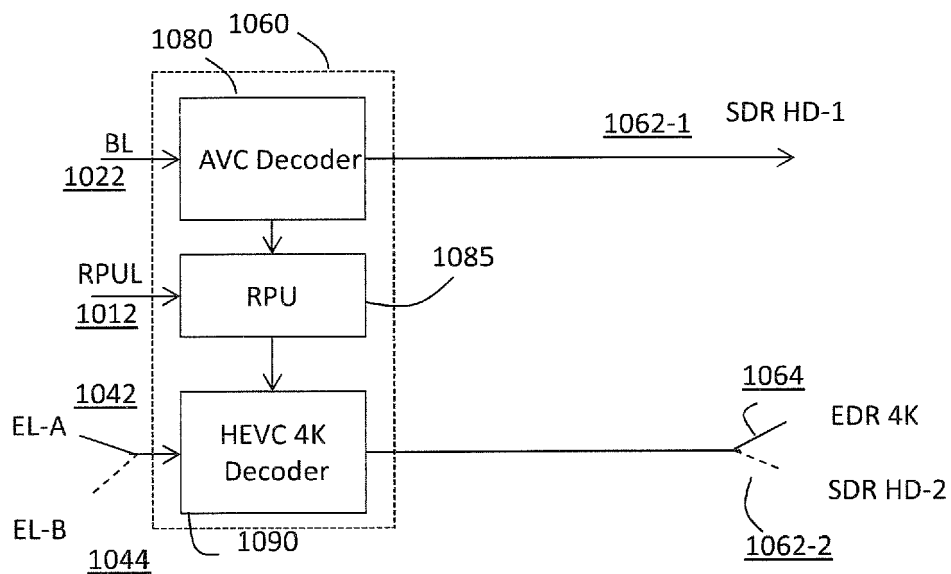 1060
1080
1062-1
SDR HD-1
BL
1022
AVC Decoder
RPUL
1012
RPU
1085
1042
EL-A
HEVC 4K
Decoder
1064
EDR 4K
SDR HD-2
EL-B
1044
1090
1062-2